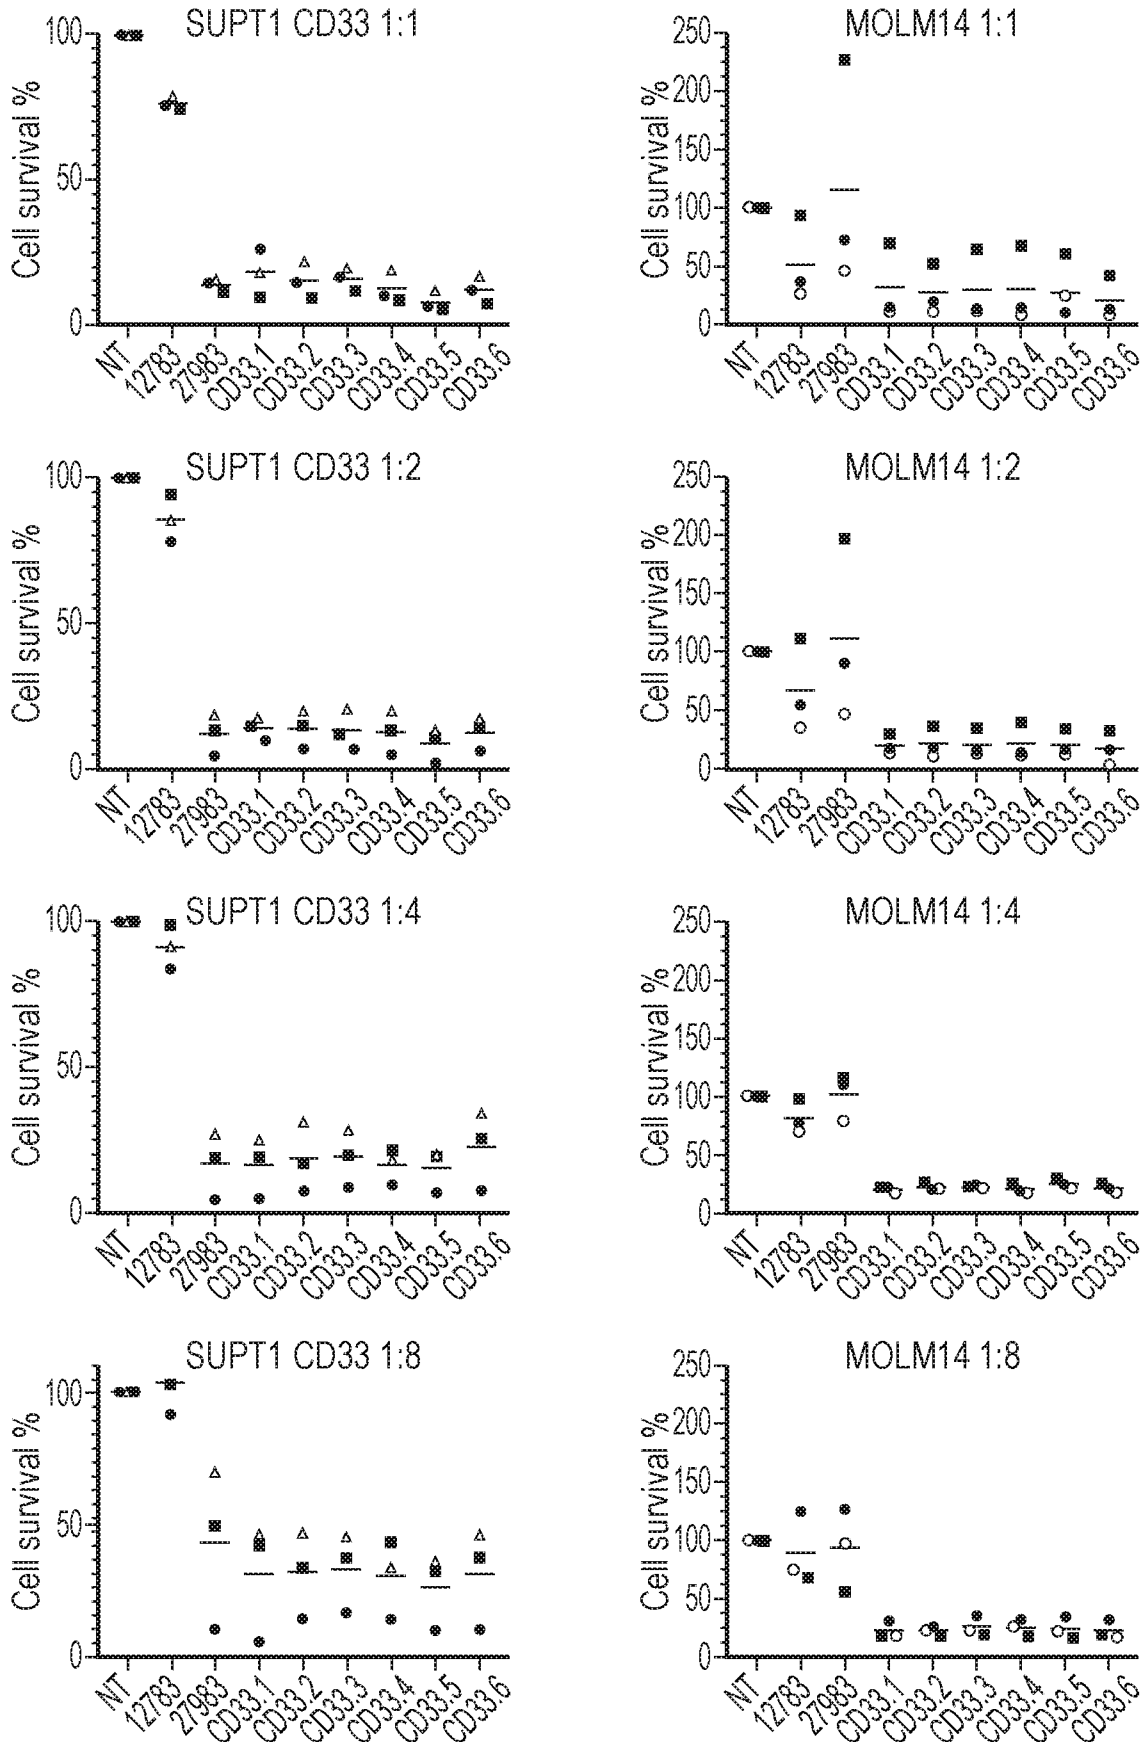 SUPT1 CD33 1:1
Cell survival %
100
50
0
NT
12783
27983
CD33.1
CD33.2
CD33.3
CD33.4
CD33.5
CD33.6
MOLM14 1:1
Cell survival %
250
200
150
100
50
0
NT
12783
27983
CD33.1
CD33.2
CD33.3
CD33.4
CD33.5
CD33.6
SUPT1 CD33 1:2
Cell survival %
100
50
0
NT
12783
27983
CD33.1
CD33.2
CD33.3
CD33.4
CD33.5
CD33.6
MOLM14 1:2
Cell survival %
250
200
150
100
50
0
NT
12783
27983
CD33.1
CD33.2
CD33.3
CD33.4
CD33.5
CD33.6
SUPT1 CD33 1:4
Cell survival %
100
50
0
NT
12783
27983
CD33.1
CD33.2
CD33.3
CD33.4
CD33.5
CD33.6
MOLM14 1:4
Cell survival %
250
200
150
100
50
0
NT
12783
27983
CD33.1
CD33.2
CD33.3
CD33.4
CD33.5
CD33.6
SUPT1 CD33 1:8
Cell survival %
100
50
0
NT
12783
27983
CD33.1
CD33.2
CD33.3
CD33.4
CD33.5
CD33.6
MOLM14 1:8
Cell survival %
250
200
150
100
50
0
NT
12783
27983
CD33.1
CD33.2
CD33.3
CD33.4
CD33.5
CD33.6